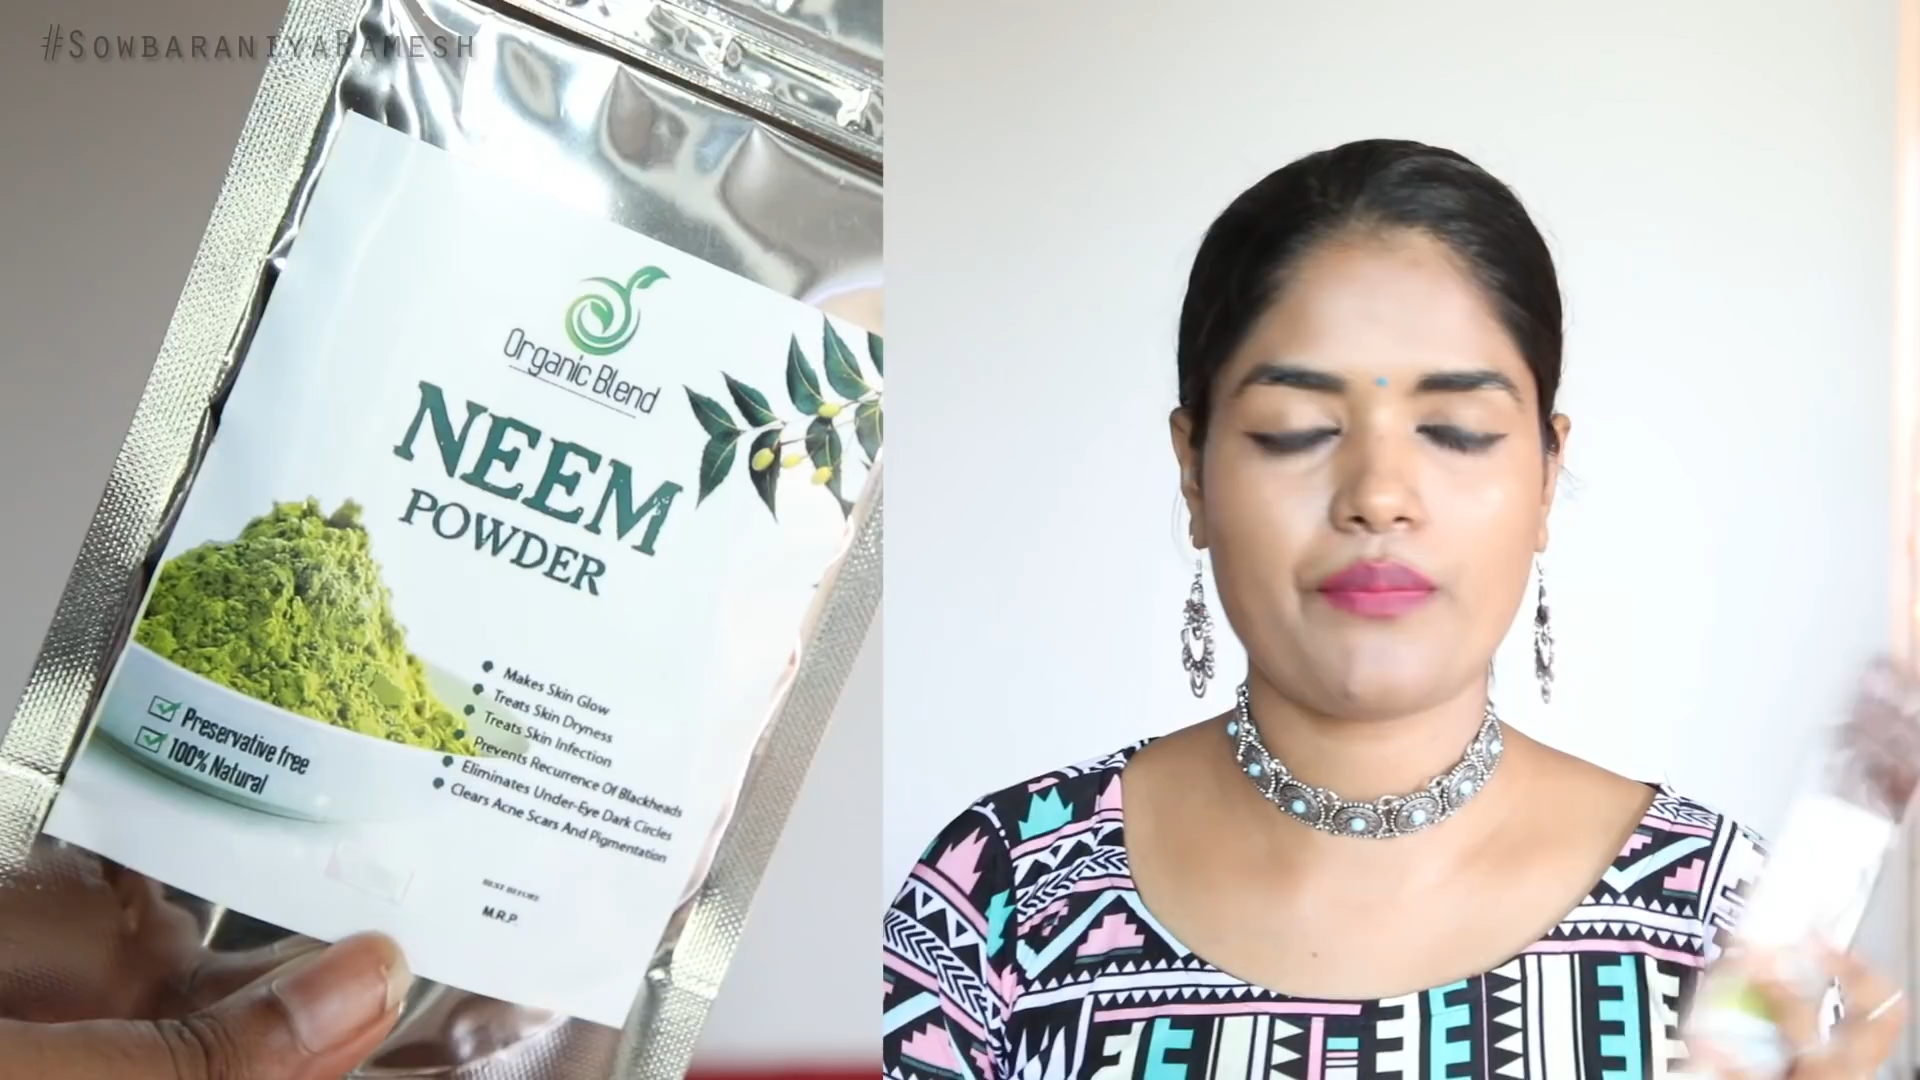 #SOWBARANIYARAMESH
Organic Blend
NEEM
POWDER
Makes Skin Glow
Treats Skin Dryness
Treats Skin Infection
Prevents Recurrence Of Blackheads
Eliminates Under-Eye Dark Circles
Clears Acne Scars And Pigmentation
Preservative free
100% Natural
BEST BEFORE
M.R.P.